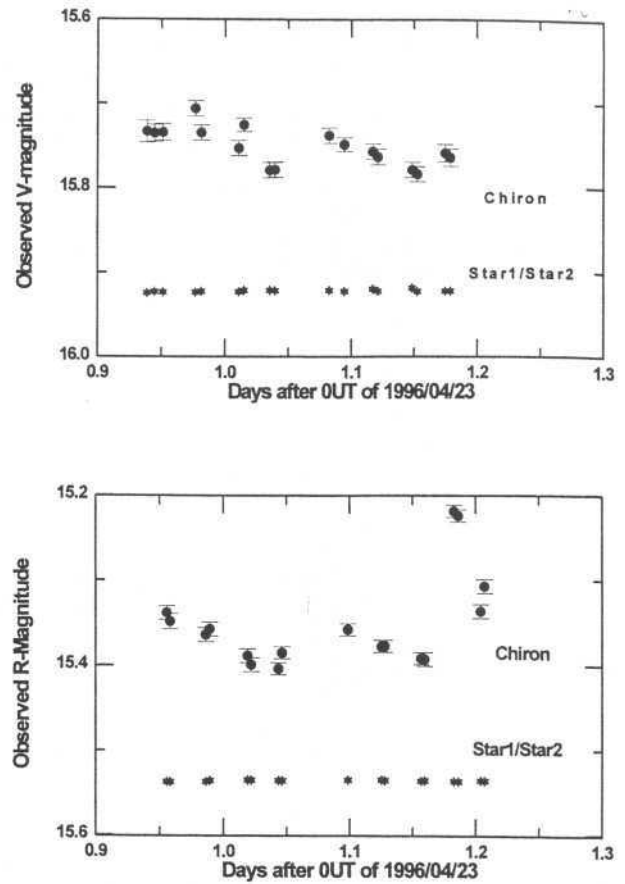 15.6
15.8
16.0
Observed V-magnitude
Chiron
Star1/Star2
0.9 1.0 1.1 1.2 1.3
Days after 0UT of 1996/04/23
15.2
15.4
15.6
Observed R-Magnitude
Chiron
Star1/Star2
0.9 1.0 1.1 1.2 1.3
Days after 0UT of 1996/04/23